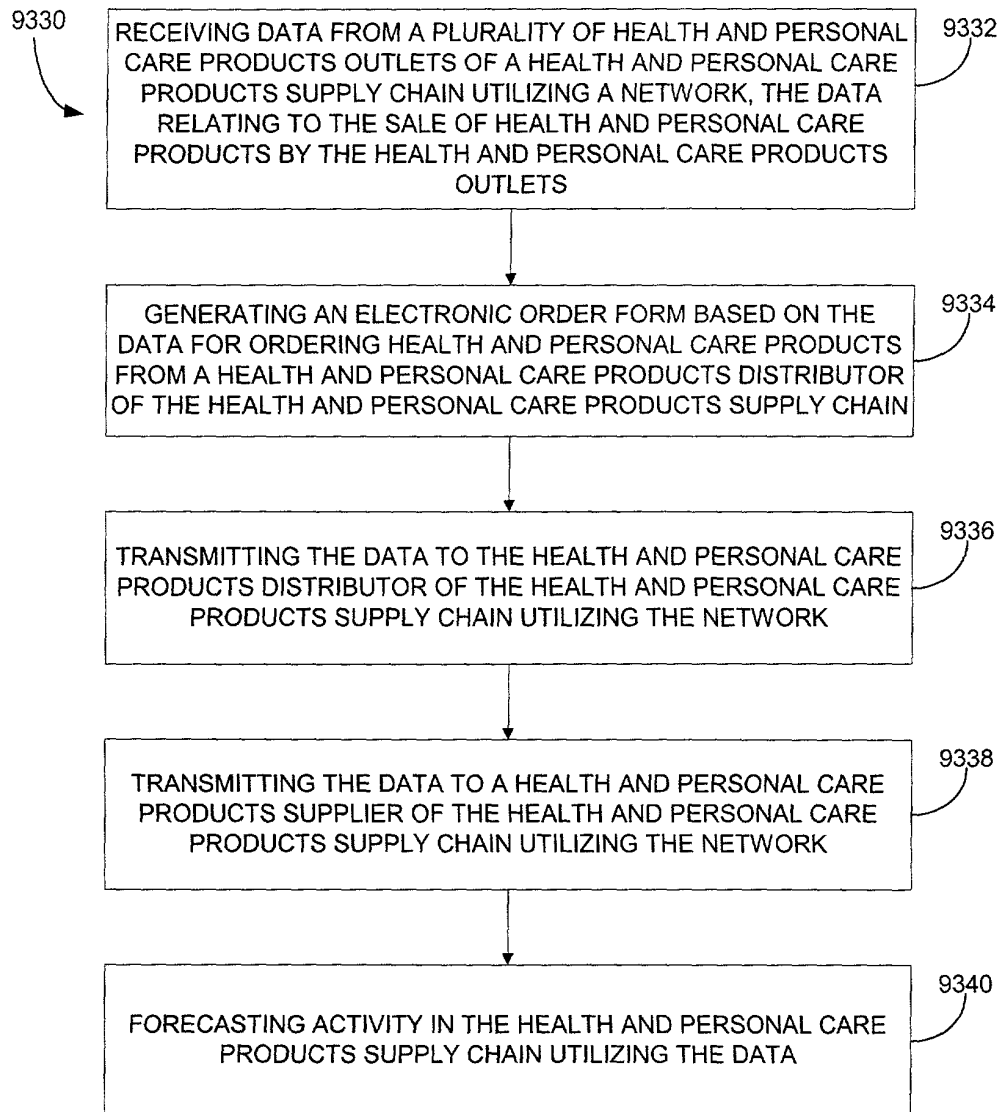 9330
RECEIVING DATA FROM A PLURALITY OF HEALTH AND PERSONAL
CARE PRODUCTS OUTLETS OF A HEALTH AND PERSONAL CARE
PRODUCTS SUPPLY CHAIN UTILIZING A NETWORK, THE DATA
RELATING TO THE SALE OF HEALTH AND PERSONAL CARE
PRODUCTS BY THE HEALTH AND PERSONAL CARE PRODUCTS
OUTLETS
9332
GENERATING AN ELECTRONIC ORDER FORM BASED ON THE
DATA FOR ORDERING HEALTH AND PERSONAL CARE PRODUCTS
FROM A HEALTH AND PERSONAL CARE PRODUCTS DISTRIBUTOR
OF THE HEALTH AND PERSONAL CARE PRODUCTS SUPPLY CHAIN
9334
TRANSMITTING THE DATA TO THE HEALTH AND PERSONAL CARE
PRODUCTS DISTRIBUTOR OF THE HEALTH AND PERSONAL CARE
PRODUCTS SUPPLY CHAIN UTILIZING THE NETWORK
9336
TRANSMITTING THE DATA TO A HEALTH AND PERSONAL CARE
PRODUCTS SUPPLIER OF THE HEALTH AND PERSONAL CARE
PRODUCTS SUPPLY CHAIN UTILIZING THE NETWORK
9338
FORECASTING ACTIVITY IN THE HEALTH AND PERSONAL CARE
PRODUCTS SUPPLY CHAIN UTILIZING THE DATA
9340